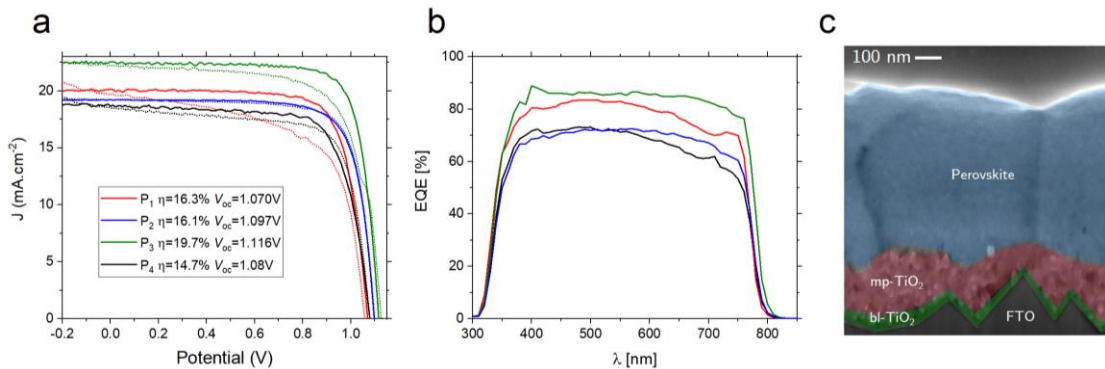 a
J (mA.cm⁻²)
20
15
10
5
0
-0.2 0.0 0.2 0.4 0.6 0.8 1.0
Potential (V)
P₁ η=16.3% Vₒc=1.070V
P₂ η=16.1% Vₒc=1.097V
P₃ η=19.7% Vₒc=1.116V
P₄ η=14.7% Vₒc=1.08V
b
EQE [%]
100
80
60
40
20
0
300 400 500 600 700 800
λ [nm]
c
100 nm
Perovskite
mp-TiO₂
bl-TiO₂
FTO